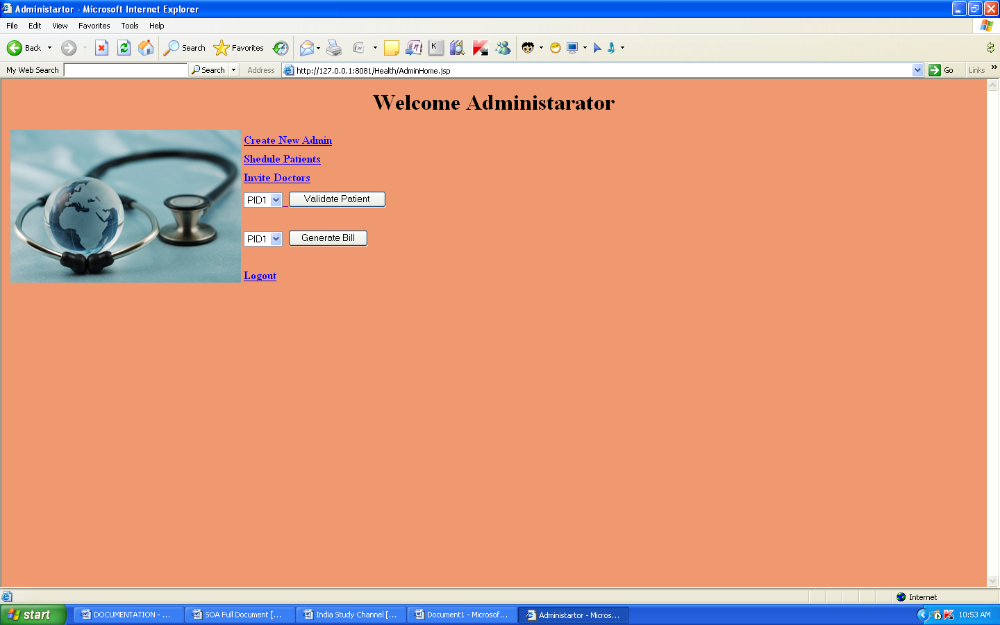 Administartor - Microsoft Internet Explorer
File Edit View Favorites Tools Help
Back Search Favorites
My Web Search Search Address http://127.0.0.1:8081/Health/AdminHome.jsp Go Links »
Welcome Administarator
Create New Admin
Shedule Patients
Invite Doctors
PID1 Validate Patient
PID1 Generate Bill
Logout
Internet
start DOCUMENTATION - ... SOA Full Document [... India Study Channel [... Document1 - Microsof... Administartor - Micros... 10:53 AM